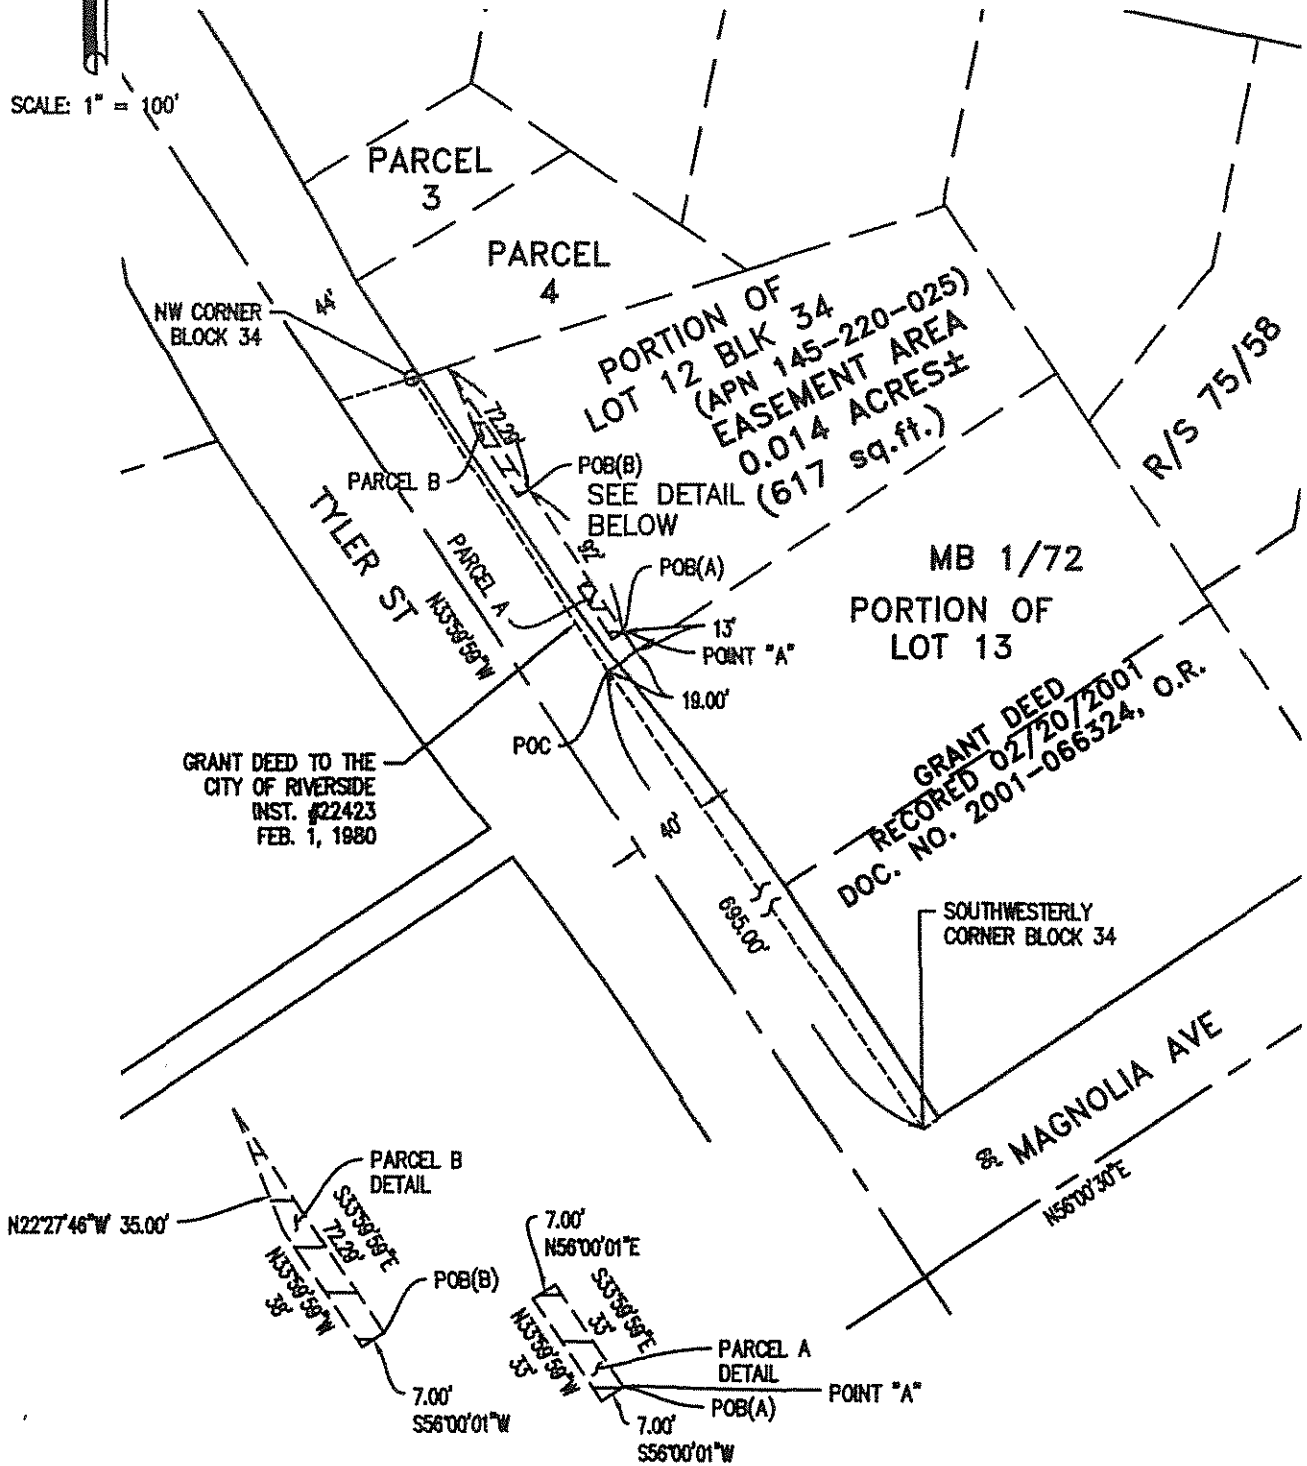 SCALE: 1" = 100'
PARCEL
3
PARCEL
4
44'
NW CORNER
BLOCK 34
PORTION OF
LOT 12 BLK 34
(APN 145-220-025)
EASEMENT AREA
0.014 ACRES±
(617 sq.ft.)
R/S 75/58
72.29'
PARCEL B
POB(B)
SEE DETAIL
BELOW
TYLER ST
N33°59'59"W
PARCEL A
92'
POB(A)
13'
POINT "A"
19.00'
POC
MB 1/72
PORTION OF
LOT 13
GRANT DEED
RECORED 02/20/2001
DOC. NO. 2001-066324, O.R.
GRANT DEED TO THE
CITY OF RIVERSIDE
INST. #22423
FEB. 1, 1980
40'
695.00'
SOUTHWESTERLY
CORNER BLOCK 34
MAGNOLIA AVE
N56°00'30"E
PARCEL B
DETAIL
N22°27'46"W 35.00'
S33°59'59"E
72.29'
N33°59'59"W
38'
POB(B)
7.00'
S56°00'01"W
7.00'
N56°00'01"E
S33°59'59"E
33'
N33°59'59"W
33'
PARCEL A
DETAIL
POINT "A"
POB(A)
7.00'
S56°00'01"W